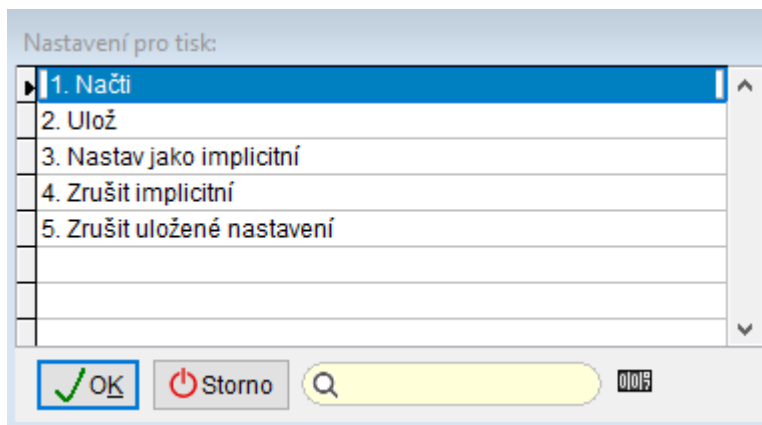 Nastavení pro tisk:
1. Načti
2. Ulož
3. Nastav jako implicitní
4. Zrušit implicitní
5. Zrušit uložené nastavení
OK Storno